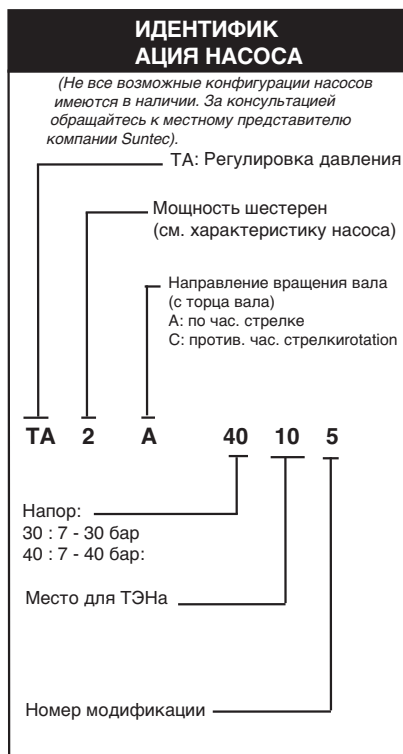 ИДЕНТИФИК
АЦИЯ НАСОСА
(Не все возможные конфигурации насосов
имеются в наличии. За консультацией
обращайтесь к местному представителю
компании Suntec).
TA: Регулировка давления
Мощность шестерен
(см. характеристику насоса)
Направление вращения вала
(с торца вала)
A: по час. стрелке
C: против. час. стрелкиrotation
TA 2 A 40 10 5
Напор:
30 : 7 - 30 бар
40 : 7 - 40 бар:
Место для ТЭНа
Номер модификации